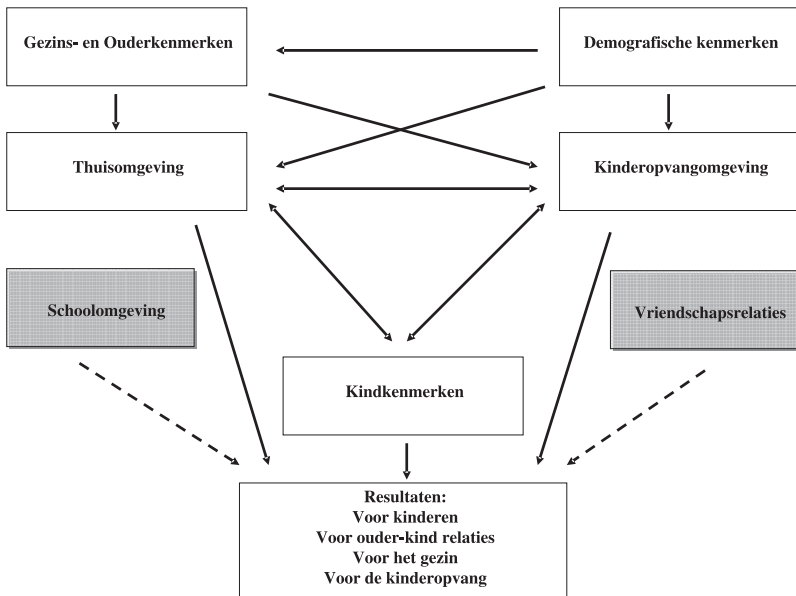 Gezins- en Ouderkenmerken
Demografische kenmerken
Thuisomgeving
Kinderopvangomgeving
Schoolomgeving
Vriendschapsrelaties
Kindkenmerken
Resultaten:
Voor kinderen
Voor ouder-kind relaties
Voor het gezin
Voor de kinderopvang